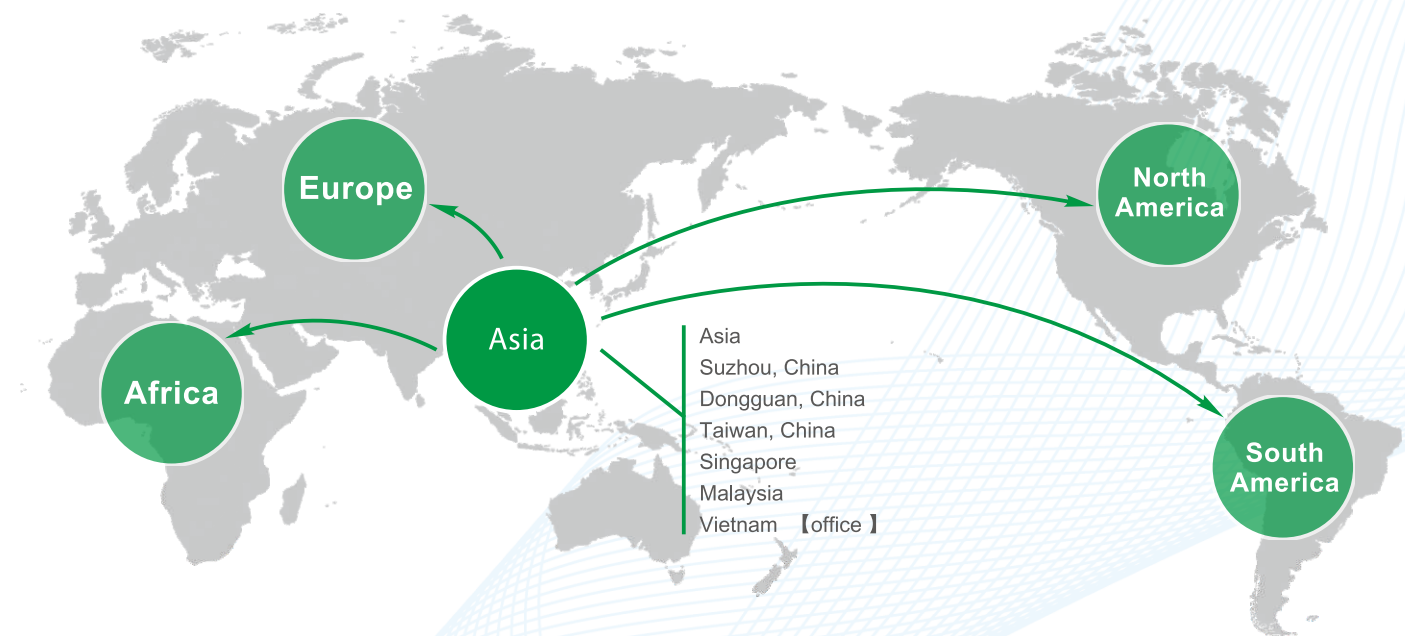 Europe
North
America
Asia
Africa
Asia
Suzhou, China
Dongguan, China
Taiwan, China
Singapore
Malaysia
Vietnam 【office 】
South
America